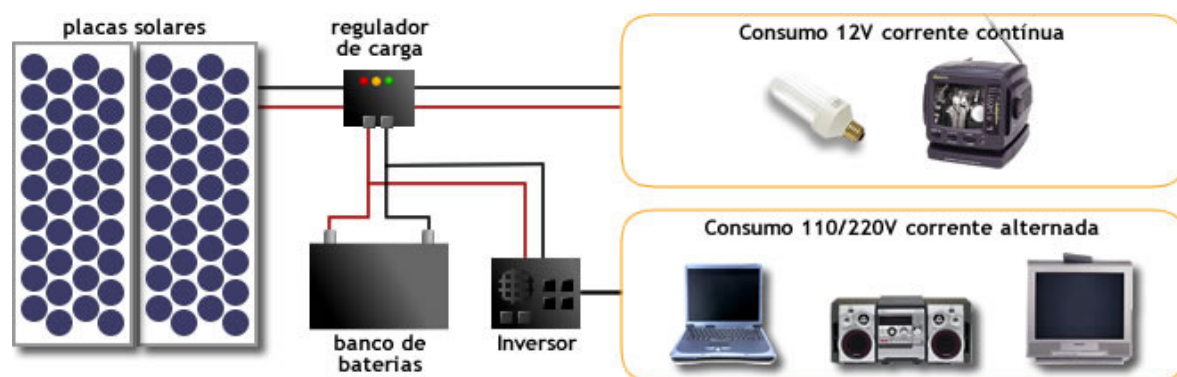 placas solares
regulador
de carga
Consumo 12V corrente contínua
Consumo 110/220V corrente alternada
banco de
baterias
Inversor